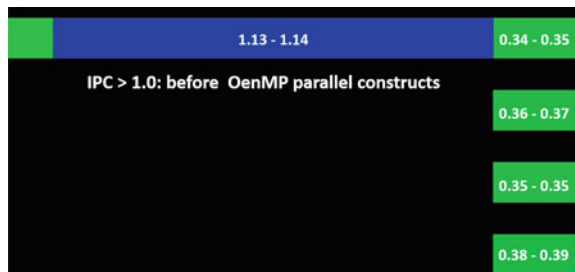 1.13 - 1.14
0.34 - 0.35
IPC > 1.0: before OenMP parallel constructs
0.36 - 0.37
0.35 - 0.35
0.38 - 0.39